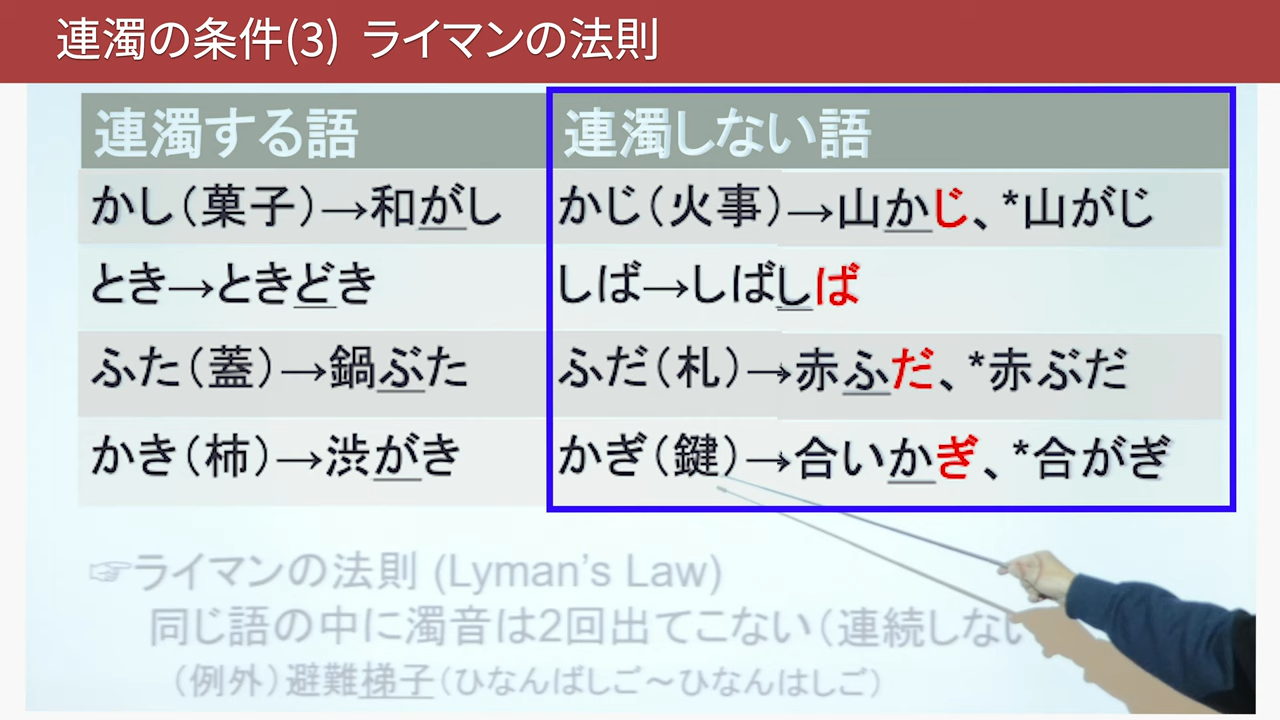 連濁の条件(3) ライマンの法則
連濁する語 連濁しない語
かし（菓子）→和がし かじ（火事）→山かじ、*山がじ
とき→ときどき しば→しばしば
ふた（蓋）→鍋ぶた ふだ（札）→赤ふだ、*赤ぶだ
かき（柿）→渋がき かぎ（鍵）→合いかぎ、*合がぎ
☞ライマンの法則 (Lyman's Law)
同じ語の中に濁音は2回出てこない（連続しない
（例外）避難梯子（ひなんばしご～ひなんはしご）